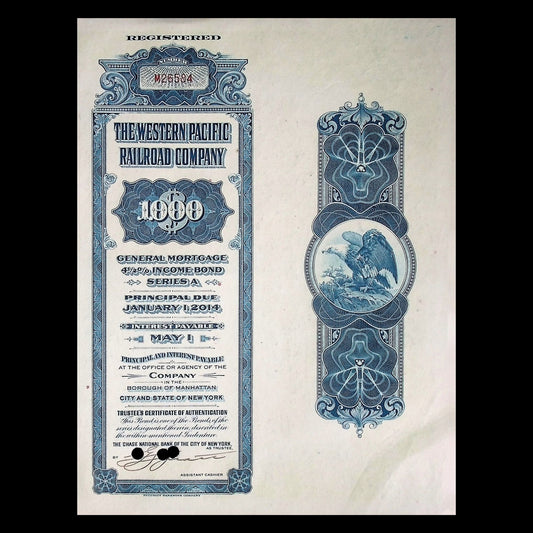 REGISTERED
NUMBER
M26504
THE WESTERN PACIFIC
RAILROAD COMPANY
$1000
GENERAL MORTGAGE
4½% INCOME BOND
SERIES A
PRINCIPAL DUE
JANUARY 1, 2014
INTEREST PAYABLE
MAY 1
PRINCIPAL AND INTEREST PAYABLE
AT THE OFFICE OR AGENCY OF THE
COMPANY
IN THE
BOROUGH OF MANHATTAN
CITY AND STATE OF NEW YORK
TRUSTEE'S CERTIFICATE OF AUTHENTICATION
This Bond is one of the Bonds, of the
series designated therein, described in
the within-mentioned Indenture.
THE CHASE NATIONAL BANK OF THE CITY OF NEW YORK,
AS TRUSTEE,
BY
ASSISTANT CASHIER
SECURITY BANKNOTE COMPANY